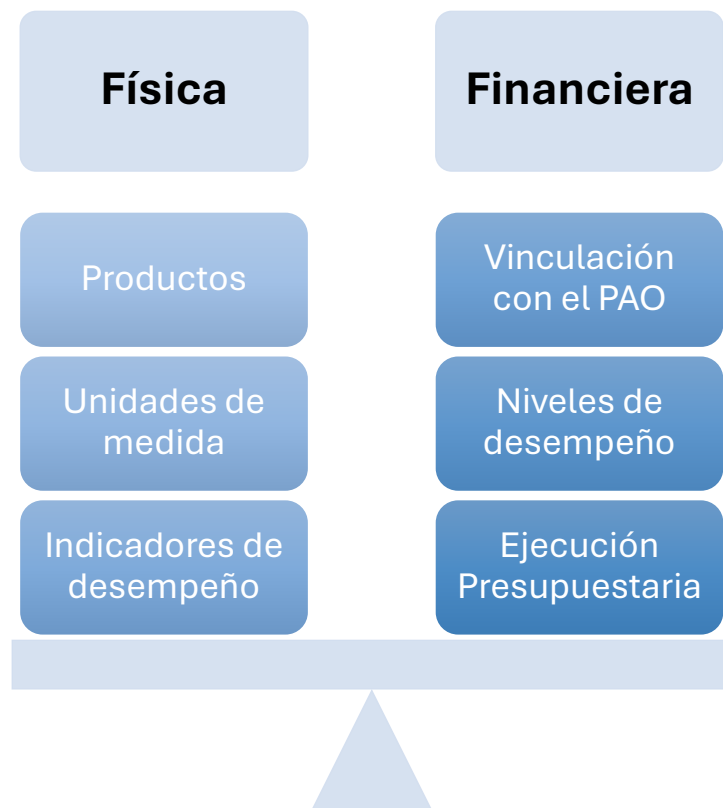 Física
Productos
Unidades de
medida
Indicadores de
desempeño
Financiera
Vinculación
con el PAO
Niveles de
desempeño
Ejecución
Presupuestaria